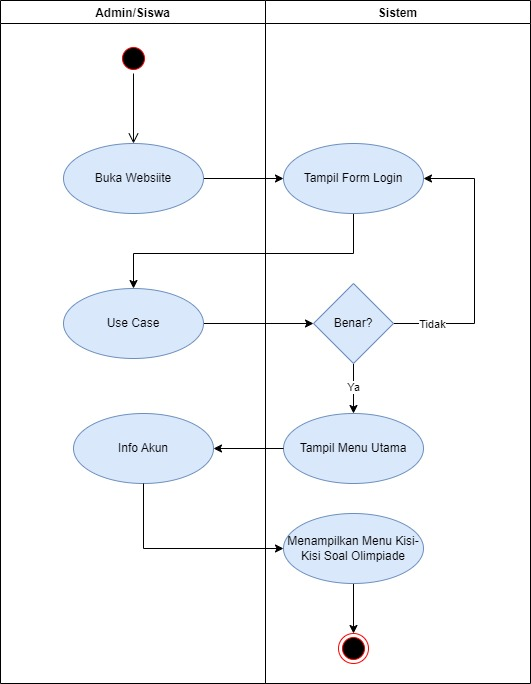 Admin/Siswa
Sistem
Buka Websiite
Tampil Form Login
Use Case
Benar?
Tidak
Ya
Info Akun
Tampil Menu Utama
Menampilkan Menu Kisi-
Kisi Soal Olimpiade